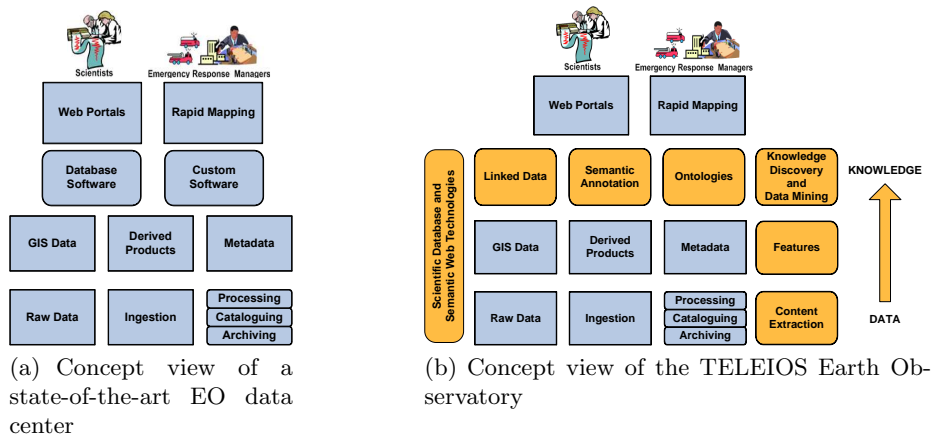 Scientists
Emergency Response Managers
Web Portals
Rapid Mapping
Database
Software
Custom
Software
GIS Data
Derived
Products
Metadata
Raw Data
Ingestion
Processing
Cataloguing
Archiving
(a) Concept view of a
state-of-the-art EO data
center
Scientists
Emergency Response Managers
Web Portals
Rapid Mapping
Scientific Database and
Semantic Web Technologies
Linked Data
Semantic
Annotation
Ontologies
Knowledge
Discovery
and
Data Mining
KNOWLEDGE
GIS Data
Derived
Products
Metadata
Features
Raw Data
Ingestion
Processing
Cataloguing
Archiving
Content
Extraction
DATA
(b) Concept view of the TELEIOS Earth Ob-
servatory